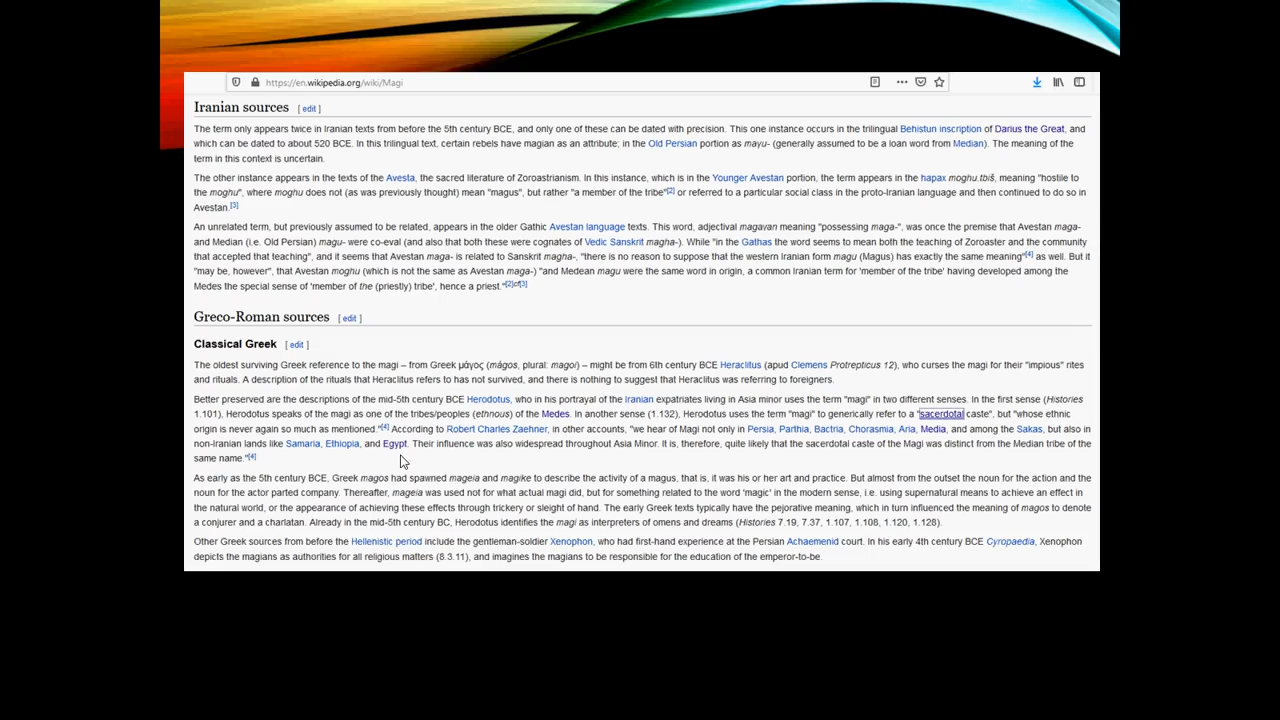 https://en.wikipedia.org/wiki/Magi
Iranian sources [ edit ]
The term only appears twice in Iranian texts from before the 5th century BCE, and only one of these can be dated with precision. This one instance occurs in the trilingual Behistun inscription of Darius the Great, and
which can be dated to about 520 BCE. In this trilingual text, certain rebels have magian as an attribute; in the Old Persian portion as maγu- (generally assumed to be a loan word from Median). The meaning of the
term in this context is uncertain.
The other instance appears in the texts of the Avesta, the sacred literature of Zoroastrianism. In this instance, which is in the Younger Avestan portion, the term appears in the hapax moghu.tbiš, meaning "hostile to
the moghu", where moghu does not (as was previously thought) mean "magus", but rather "a member of the tribe"[2] or referred to a particular social class in the proto-Iranian language and then continued to do so in
Avestan.[3]
An unrelated term, but previously assumed to be related, appears in the older Gathic Avestan language texts. This word, adjectival magavan meaning "possessing maga-", was once the premise that Avestan maga-
and Median (i.e. Old Persian) magu- were co-eval (and also that both these were cognates of Vedic Sanskrit magha-). While "in the Gathas the word seems to mean both the teaching of Zoroaster and the community
that accepted that teaching", and it seems that Avestan maga- is related to Sanskrit magha-, "there is no reason to suppose that the western Iranian form magu (Magus) has exactly the same meaning"[4] as well. But it
"may be, however", that Avestan moghu (which is not the same as Avestan maga-) "and Medean magu were the same word in origin, a common Iranian term for 'member of the tribe' having developed among the
Medes the special sense of 'member of the (priestly) tribe', hence a priest."[2]cf[3]
Greco-Roman sources [ edit ]
Classical Greek [ edit ]
The oldest surviving Greek reference to the magi – from Greek μάγος (mágos, plural: magoi) – might be from 6th century BCE Heraclitus (apud Clemens Protrepticus 12), who curses the magi for their "impious" rites
and rituals. A description of the rituals that Heraclitus refers to has not survived, and there is nothing to suggest that Heraclitus was referring to foreigners.
Better preserved are the descriptions of the mid-5th century BCE Herodotus, who in his portrayal of the Iranian expatriates living in Asia minor uses the term "magi" in two different senses. In the first sense (Histories
1.101), Herodotus speaks of the magi as one of the tribes/peoples (ethnous) of the Medes. In another sense (1.132), Herodotus uses the term "magi" to generically refer to a "sacerdotal caste", but "whose ethnic
origin is never again so much as mentioned."[4] According to Robert Charles Zaehner, in other accounts, "we hear of Magi not only in Persia, Parthia, Bactria, Chorasmia, Aria, Media, and among the Sakas, but also in
non-Iranian lands like Samaria, Ethiopia, and Egypt. Their influence was also widespread throughout Asia Minor. It is, therefore, quite likely that the sacerdotal caste of the Magi was distinct from the Median tribe of the
same name."[4]
As early as the 5th century BCE, Greek magos had spawned mageia and magike to describe the activity of a magus, that is, it was his or her art and practice. But almost from the outset the noun for the action and the
noun for the actor parted company. Thereafter, mageia was used not for what actual magi did, but for something related to the word 'magic' in the modern sense, i.e. using supernatural means to achieve an effect in
the natural world, or the appearance of achieving these effects through trickery or sleight of hand. The early Greek texts typically have the pejorative meaning, which in turn influenced the meaning of magos to denote
a conjurer and a charlatan. Already in the mid-5th century BC, Herodotus identifies the magi as interpreters of omens and dreams (Histories 7.19, 7.37, 1.107, 1.108, 1.120, 1.128).
Other Greek sources from before the Hellenistic period include the gentleman-soldier Xenophon, who had first-hand experience at the Persian Achaemenid court. In his early 4th century BCE Cyropaedia, Xenophon
depicts the magians as authorities for all religious matters (8.3.11), and imagines the magians to be responsible for the education of the emperor-to-be.